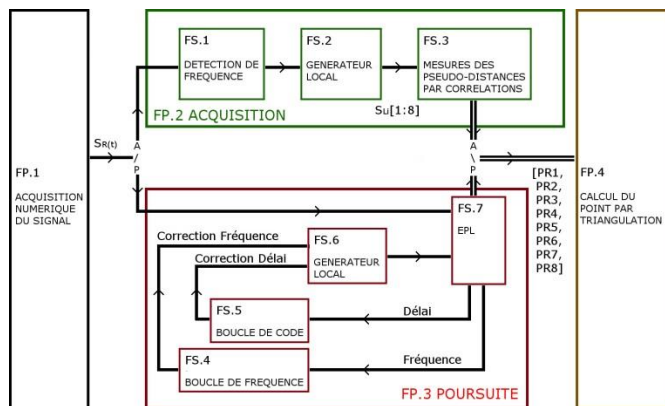 FP.1
ACQUISITION
NUMERIQUE
DU SIGNAL
SR(t)
A
/
P
FS.1
DETECTION DE
FREQUENCE
FS.2
GENERATEUR
LOCAL
FS.3
MESURES DES
PSEUDO-DISTANCES
PAR CORRELATIONS
FP.2 ACQUISITION
Su[1:8]
A
\
P
[PR1,
PR2,
PR3,
PR4,
PR5,
PR6,
PR7,
PR8]
FP.4
CALCUL DU
POINT PAR
TRIANGULATION
FS.7
EPL
Correction Fréquence
FS.6
GENERATEUR
LOCAL
Correction Délai
FS.5
BOUCLE DE CODE
Délai
FS.4
BOUCLE DE FREQUENCE
Fréquence
FP.3 POURSUITE